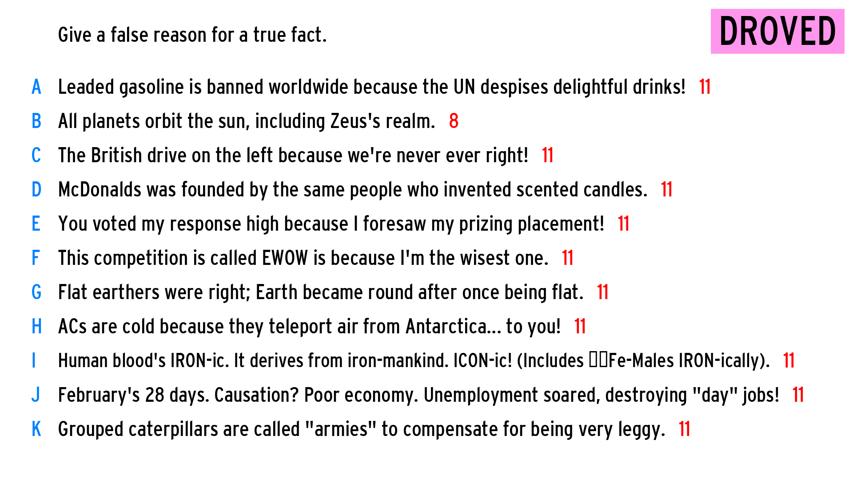 Give a false reason for a true fact.
DROVED
A Leaded gasoline is banned worldwide because the UN despises delightful drinks! 11
B All planets orbit the sun, including Zeus's realm. 8
C The British drive on the left because we're never ever right! 11
D McDonalds was founded by the same people who invented scented candles. 11
E You voted my response high because I foresaw my prizing placement! 11
F This competition is called EWOW is because I'm the wisest one. 11
G Flat earthers were right; Earth became round after once being flat. 11
H ACs are cold because they teleport air from Antarctica... to you! 11
I Human blood's IRON-ic. It derives from iron-mankind. ICON-ic! (Includes Fe-Males IRON-ically). 11
J February's 28 days. Causation? Poor economy. Unemployment soared, destroying "day" jobs! 11
K Grouped caterpillars are called "armies" to compensate for being very leggy. 11